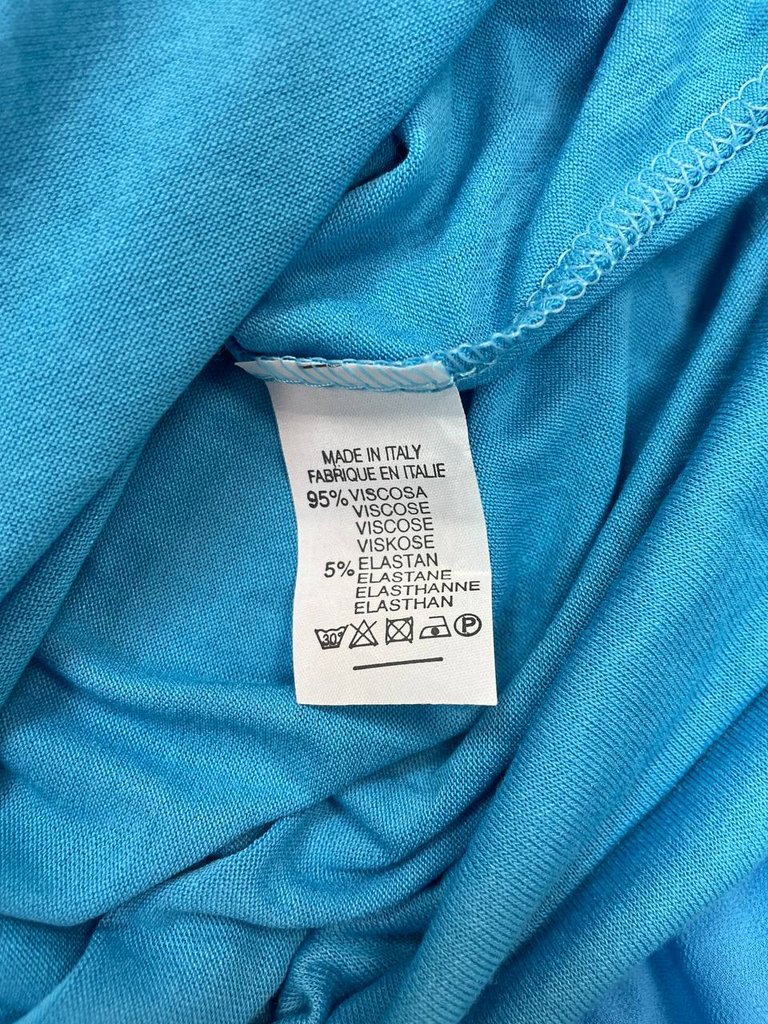 MADE IN ITALY
FABRIQUE EN ITALIE
95% VISCOSA
VISCOSE
VISCOSE
VISKOSE
5% ELASTAN
ELASTANE
ELASTHANNE
ELASTHAN
30° P